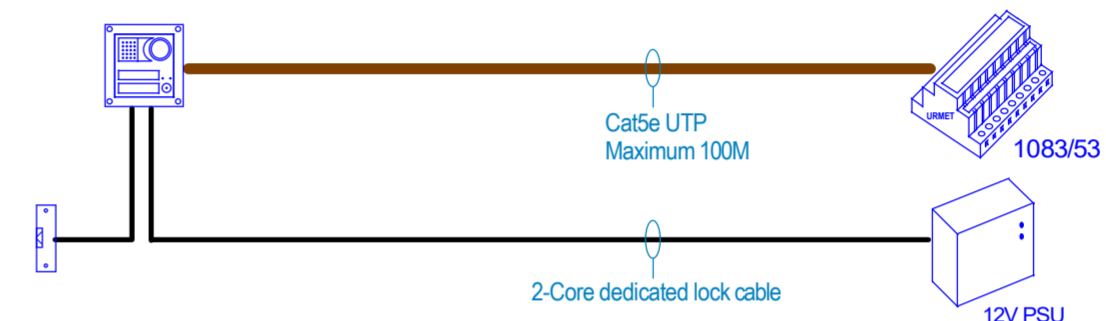 Cat5e UTP
Maximum 100M
URMET
1083/53
2-Core dedicated lock cable
12V PSU